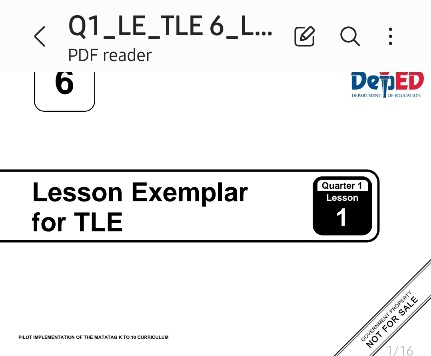 Q1_LE_TLE 6_L...
PDF reader
6
DepED
DEPARTMENT OF EDUCATION
Lesson Exemplar
for TLE
Quarter 1
Lesson
1
GOVERNMENT PROPERTY
NOT FOR SALE
PILOT IMPLEMENTATION OF THE MATATAG K TO 10 CURRICULUM
1/16